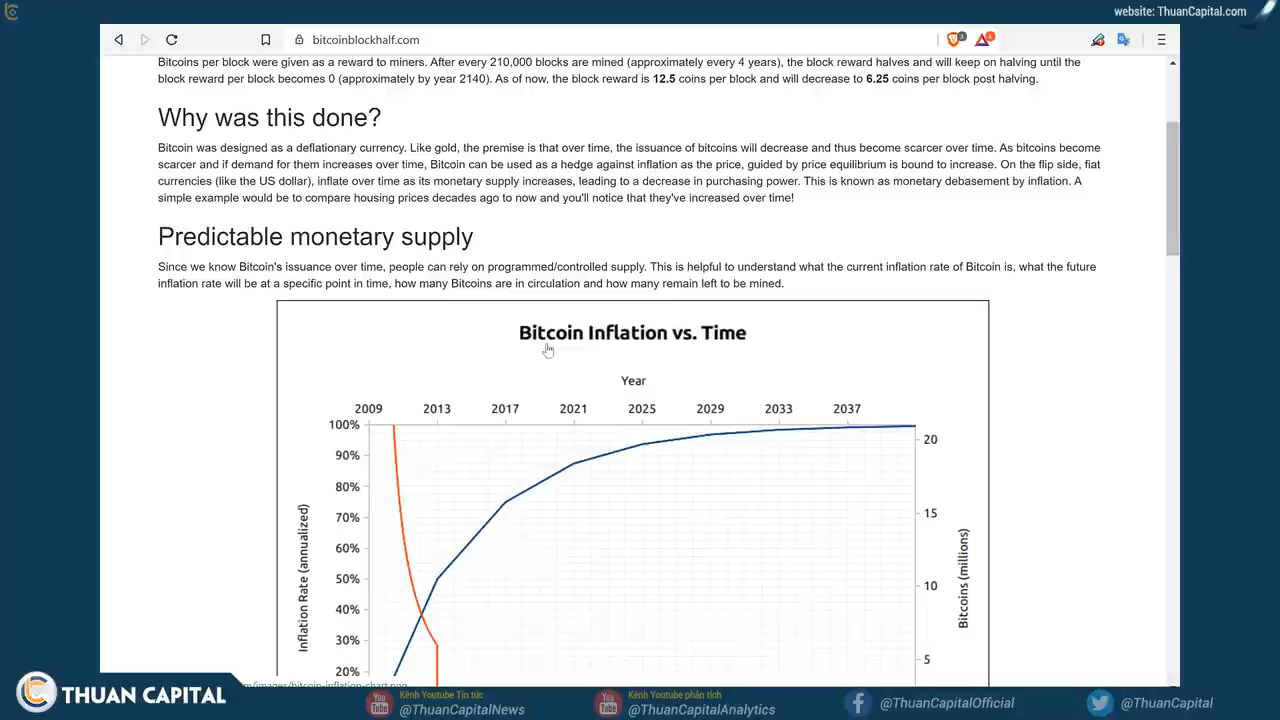 website: ThuanCapital.com
bitcoinblockhalf.com
Bitcoins per block were given as a reward to miners. After every 210,000 blocks are mined (approximately every 4 years), the block reward halves and will keep on halving until the
block reward per block becomes 0 (approximately by year 2140). As of now, the block reward is 12.5 coins per block and will decrease to 6.25 coins per block post halving.
Why was this done?
Bitcoin was designed as a deflationary currency. Like gold, the premise is that over time, the issuance of bitcoins will decrease and thus become scarcer over time. As bitcoins become
scarcer and if demand for them increases over time, Bitcoin can be used as a hedge against inflation as the price, guided by price equilibrium is bound to increase. On the flip side, fiat
currencies (like the US dollar), inflate over time as its monetary supply increases, leading to a decrease in purchasing power. This is known as monetary debasement by inflation. A
simple example would be to compare housing prices decades ago to now and you'll notice that they've increased over time!
Predictable monetary supply
Since we know Bitcoin's issuance over time, people can rely on programmed/controlled supply. This is helpful to understand what the current inflation rate of Bitcoin is, what the future
inflation rate will be at a specific point in time, how many Bitcoins are in circulation and how many remain left to be mined.
Bitcoin Inflation vs. Time
Year
2009 2013 2017 2021 2025 2029 2033 2037
100%
90%
80%
70%
60%
50%
40%
30%
20%
Inflation Rate (annualized)
20
15
10
5
Bitcoins (millions)
m/images/bitcoin-inflation-chart.png
THUAN CAPITAL
You Tube
Kênh Youtube Tin tức
@ThuanCapitalNews
You Tube
Kênh Youtube phân tích
@ThuanCapitalAnalytics
@ThuanCapitalOfficial
@ThuanCapital